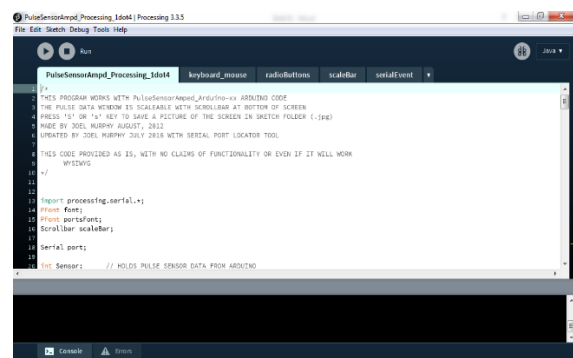 PulseSensorAmpd_Processing_1dot4 | Processing 3.3.5
File Edit Sketch Debug Tools Help
Run
Java
PulseSensorAmpd_Processing_1dot4 keyboard_mouse radioButtons scaleBar serialEvent
1 /*
2 THIS PROGRAM WORKS WITH PulseSensorAmped_Arduino-xx ARDUINO CODE
3 THE PULSE DATA WINDOW IS SCALEABLE WITH SCROLLBAR AT BOTTOM OF SCREEN
4 PRESS 'S' OR 's' KEY TO SAVE A PICTURE OF THE SCREEN IN SKETCH FOLDER (.jpg)
5 MADE BY JOEL MURPHY AUGUST, 2012
6 UPDATED BY JOEL MURPHY JULY 2016 WITH SERIAL PORT LOCATOR TOOL
7
8 THIS CODE PROVIDED AS IS, WITH NO CLAIMS OF FUNCTIONALITY OR EVEN IF IT WILL WORK
9 WYSIWYG
10 */
11
12
13 import processing.serial.*;
14 PFont font;
15 PFont portsFont;
16 Scrollbar scaleBar;
17
18 Serial port;
19
20 int Sensor; // HOLDS PULSE SENSOR DATA FROM ARDUINO
Console Errors